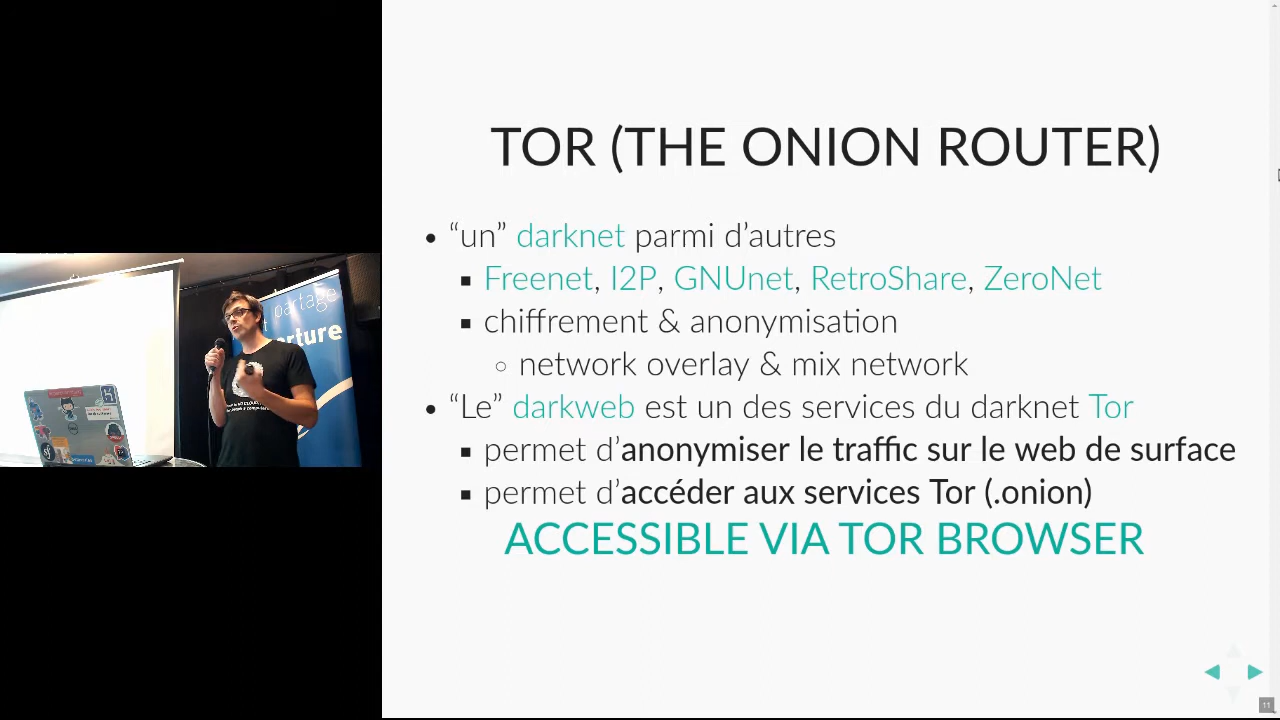 TOR (THE ONION ROUTER)
• “un” darknet parmi d’autres
▪ Freenet, I2P, GNUnet, RetroShare, ZeroNet
▪ chiffrement & anonymisation
○ network overlay & mix network
• “Le” darkweb est un des services du darknet Tor
▪ permet d’anonymiser le traffic sur le web de surface
▪ permet d’accéder aux services Tor (.onion)
ACCESSIBLE VIA TOR BROWSER
partage
11